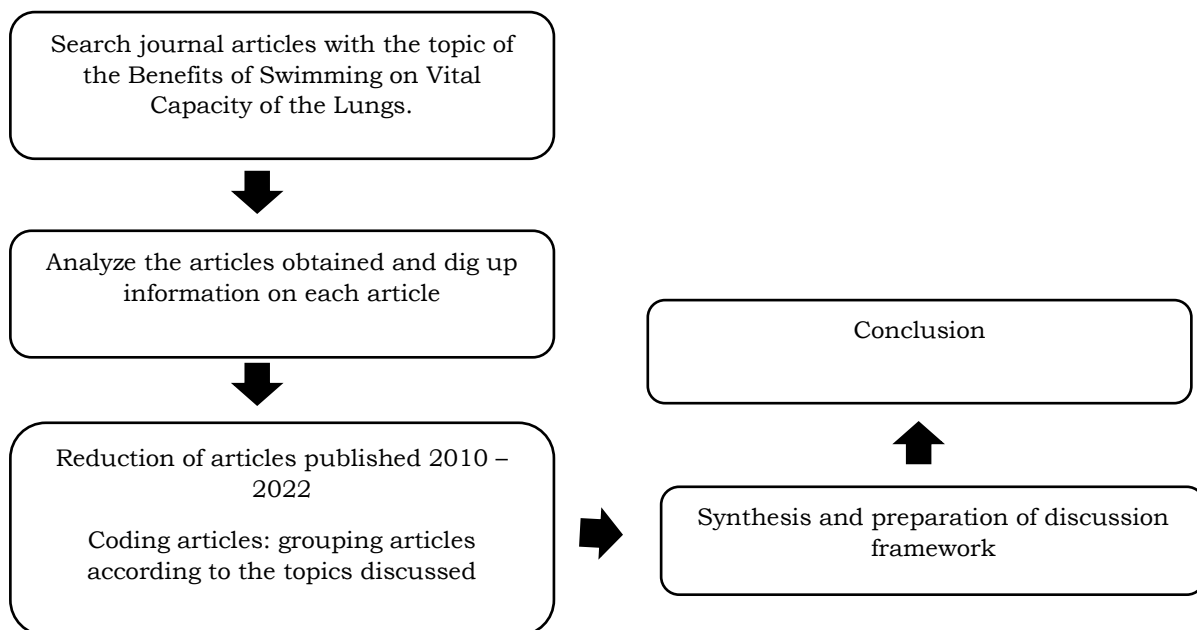 Search journal articles with the topic of
the Benefits of Swimming on Vital
Capacity of the Lungs.
Analyze the articles obtained and dig up
information on each article
Reduction of articles published 2010 –
2022
Coding articles: grouping articles
according to the topics discussed
Synthesis and preparation of discussion
framework
Conclusion